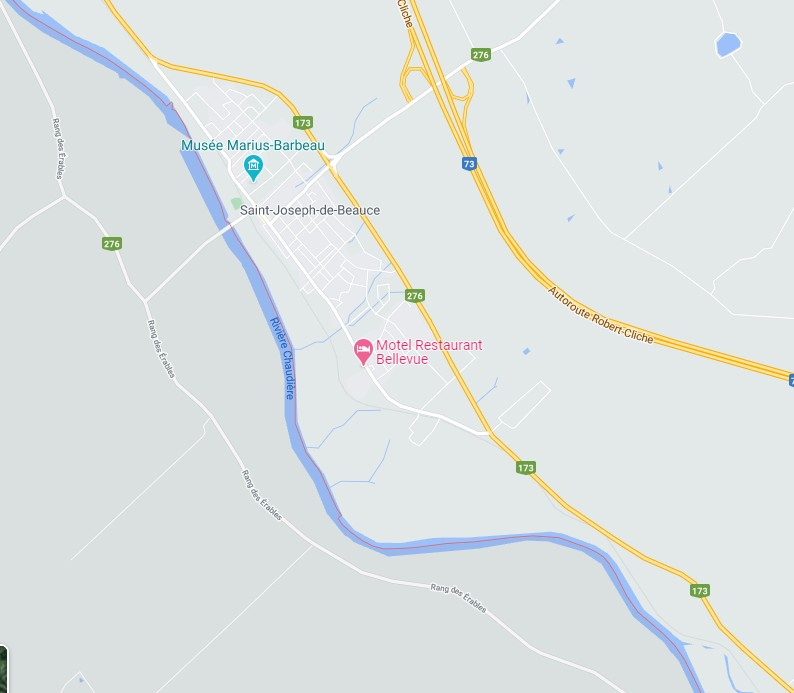 Cliche
276
173
Musée Marius-Barbeau
Rang des Érables
73
Saint-Joseph-de-Beauce
276
276
Autoroute Robert-Cliche
Rivière Chaudière
Rang des Érables
Motel Restaurant
Bellevue
173
Rang des Érables
173
Rang des Érables